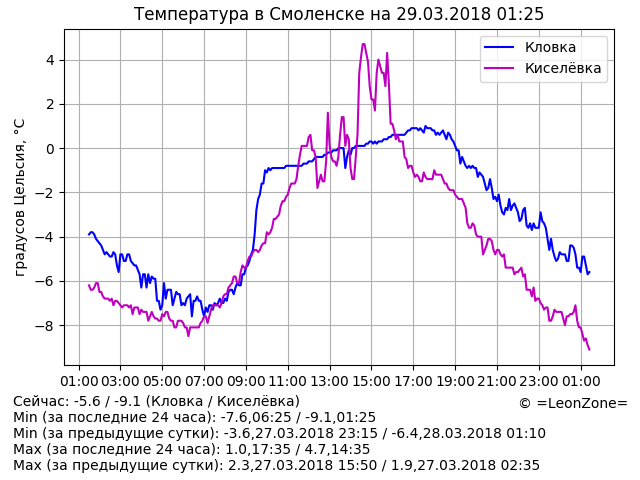 Температура в Смоленске на 29.03.2018 01:25
Кловка
Киселёвка
градусов Цельсия, °C
4
2
0
−2
−4
−6
−8
01:00 03:00 05:00 07:00 09:00 11:00 13:00 15:00 17:00 19:00 21:00 23:00 01:00
Сейчас: -5.6 / -9.1 (Кловка / Киселёвка)
© =LeonZone=
Min (за последние 24 часа): -7.6,06:25 / -9.1,01:25
Min (за предыдущие сутки): -3.6,27.03.2018 23:15 / -6.4,28.03.2018 01:10
Max (за последние 24 часа): 1.0,17:35 / 4.7,14:35
Max (за предыдущие сутки): 2.3,27.03.2018 15:50 / 1.9,27.03.2018 02:35